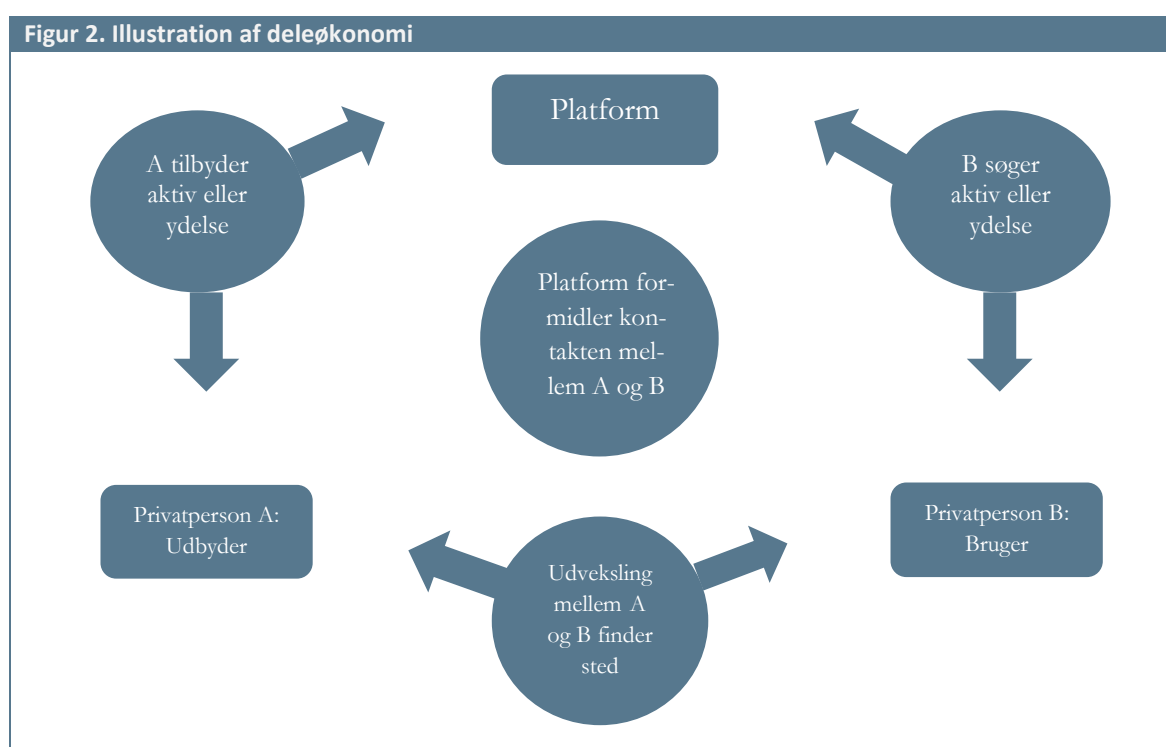 Figur 2. Illustration af deleøkonomi
Platform
A tilbyder
aktiv eller
ydelse
B søger
aktiv eller
ydelse
Platform for-
midler kon-
takten mel-
lem A og B
Privatperson A:
Udbyder
Privatperson B:
Bruger
Udveksling
mellem A
og B finder
sted